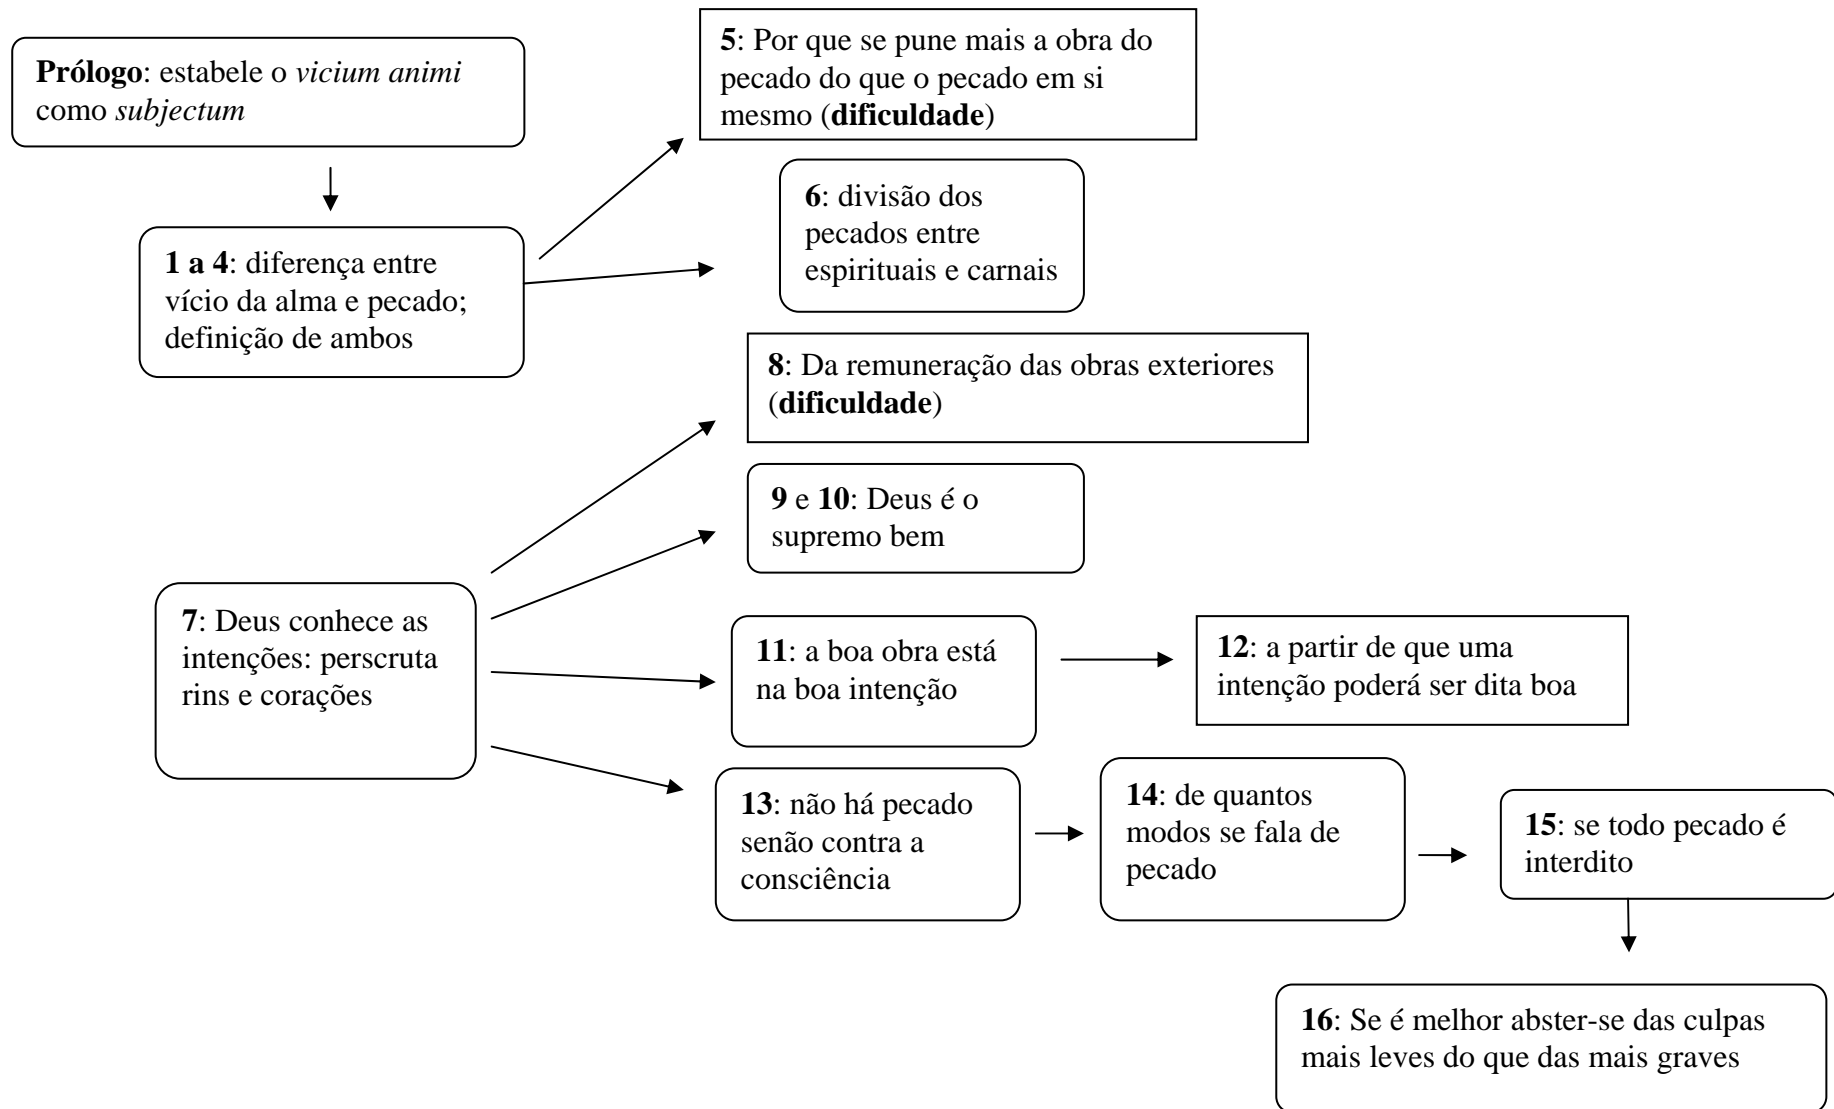 Prólogo: estabele o vicium animi
como subjectum
5: Por que se pune mais a obra do
pecado do que o pecado em si
mesmo (dificuldade)
6: divisão dos
pecados entre
espirituais e carnais
1 a 4: diferença entre
vício da alma e pecado;
definição de ambos
8: Da remuneração das obras exteriores
(dificuldade)
9 e 10: Deus é o
supremo bem
7: Deus conhece as
intenções: perscruta
rins e corações
11: a boa obra está
na boa intenção
12: a partir de que uma
intenção poderá ser dita boa
13: não há pecado
senão contra a
consciência
14: de quantos
modos se fala de
pecado
15: se todo pecado é
interdito
16: Se é melhor abster-se das culpas
mais leves do que das mais graves